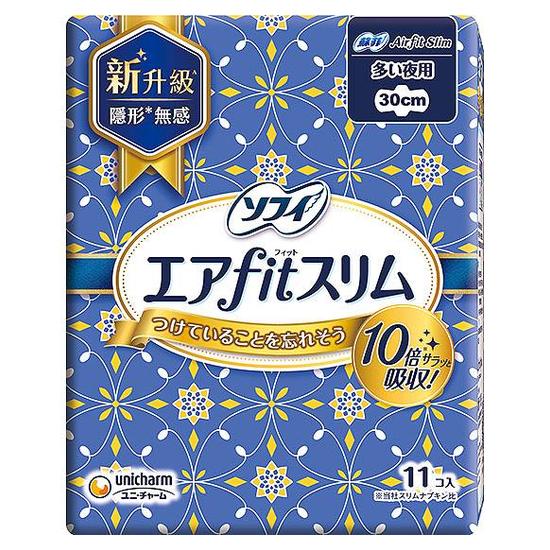 新升級^
隱形*無感
蘇菲 Airfit Slim
多い夜用
30cm
ソフィ
フィット
エアfitスリム
つけていることを忘れそう
10倍サラッと
※
吸収!
unicharm
ユニ・チャーム
11コ入
※当社スリムナプキン比